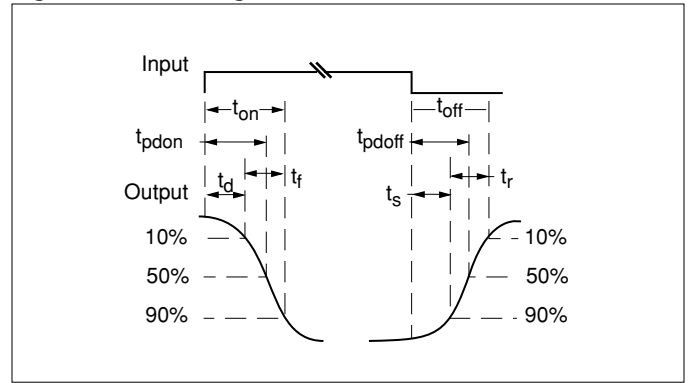 Input
ton
toff
tpdon
tpdoff
td
tf
ts
tr
Output
10%
10%
50%
50%
90%
90%